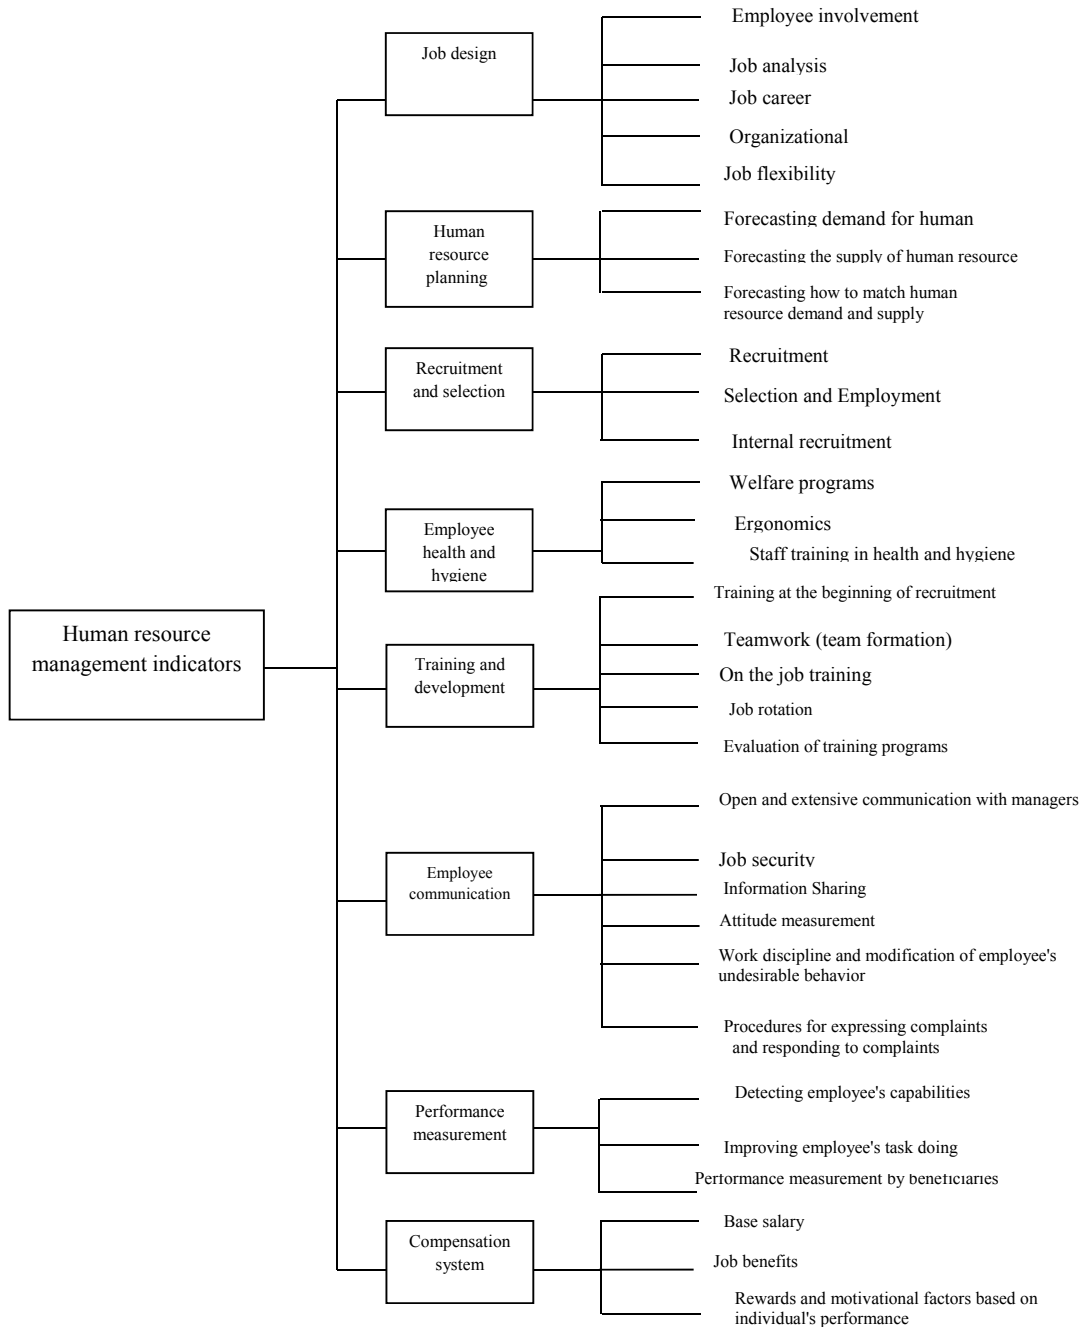 Employee involvement
Job design
Job analysis
Job career
Organizational
Job flexibility
Human
resource
planning
Forecasting demand for human
Forecasting the supply of human resource
Forecasting how to match human
resource demand and supply
Recruitment
and selection
Recruitment
Selection and Employment
Internal recruitment
Employee
health and
hygiene
Welfare programs
Ergonomics
Staff training in health and hygiene
Human resource
management indicators
Training and
development
Training at the beginning of recruitment
Teamwork (team formation)
On the job training
Job rotation
Evaluation of training programs
Employee
communication
Open and extensive communication with managers
Job security
Information Sharing
Attitude measurement
Work discipline and modification of employee's
undesirable behavior
Procedures for expressing complaints
and responding to complaints
Performance
measurement
Detecting employee's capabilities
Improving employee's task doing
Performance measurement by beneficiaries
Compensation
system
Base salary
Job benefits
Rewards and motivational factors based on
individual's performance